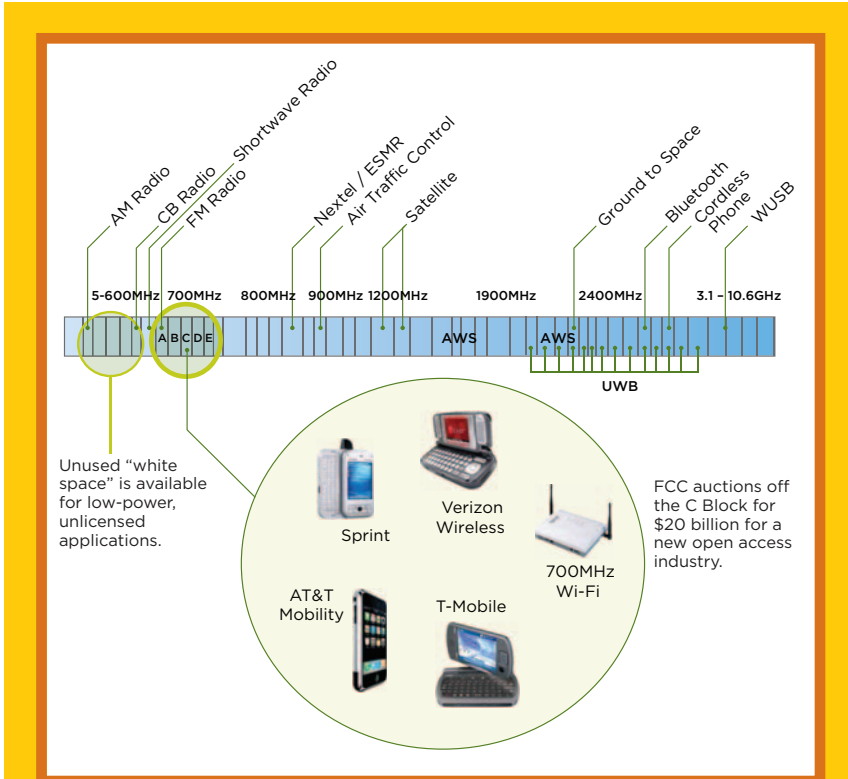 AM Radio
CB Radio
Shortwave Radio
FM Radio
Nextel / ESMR
Air Traffic Control
Satellite
Ground to Space
Bluetooth
Cordless
Phone
WUSB
5-600MHz
700MHz
800MHz
900MHz
1200MHz
1900MHz
2400MHz
3.1 – 10.6GHz
A B C D E
AWS
AWS
UWB
Unused “white
space” is available
for low-power,
unlicensed
applications.
Sprint
Verizon
Wireless
700MHz
Wi-Fi
AT&T
Mobility
T-Mobile
FCC auctions off
the C Block for
$20 billion for a
new open access
industry.